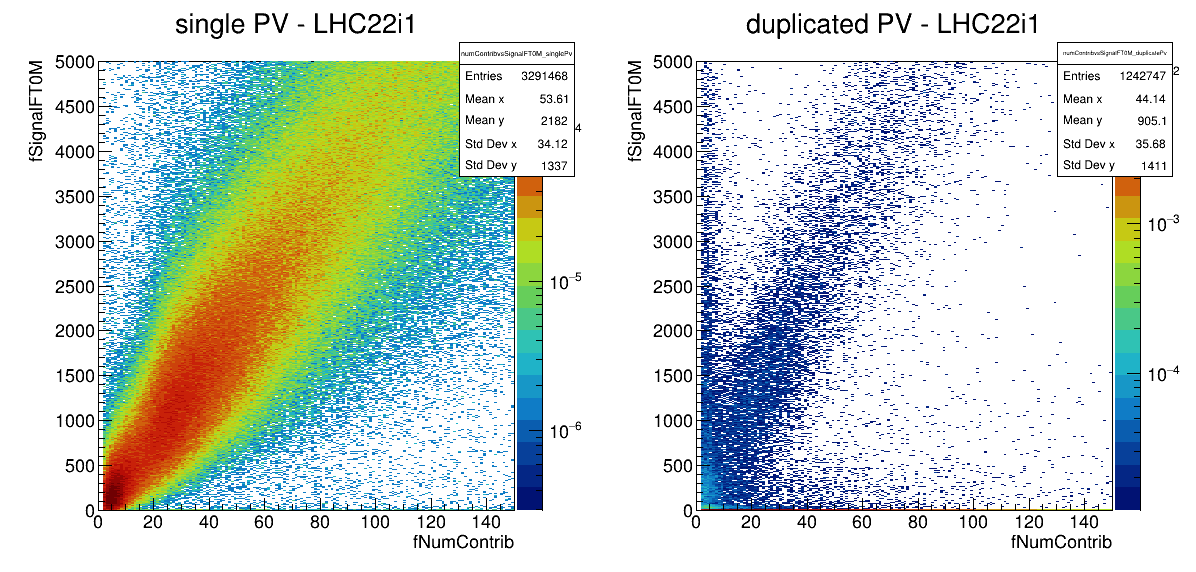 single PV - LHC22i1
numContribvsSignalFT0M_singlePv
Entries 3291468
Mean x 53.61
Mean y 2182
Std Dev x 34.12
Std Dev y 1337
fSignalFT0M
5000
4500
4000
3500
3000
2500
2000
1500
1000
500
0
0 20 40 60 80 100 120 140
fNumContrib
4
10−5
10−6
duplicated PV - LHC22i1
numContribvsSignalFT0M_duplicatePv
Entries 1242747
Mean x 44.14
Mean y 905.1
Std Dev x 35.68
Std Dev y 1411
fSignalFT0M
5000
4500
4000
3500
3000
2500
2000
1500
1000
500
0
0 20 40 60 80 100 120 140
fNumContrib
2
10−3
10−4